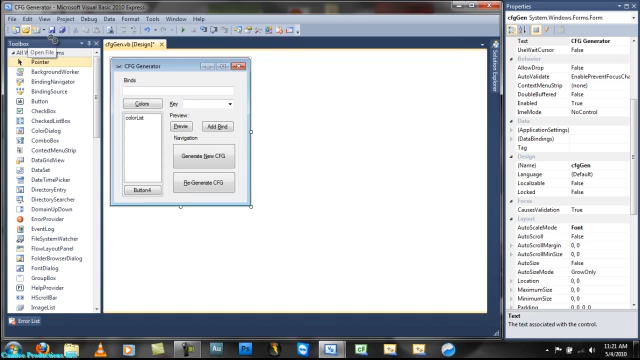 CFG Generator - Microsoft Visual Basic 2010 Express
File Edit View Project Debug Data Format Tools Window Help
Toolbox
Open File
Pointer
BackgroundWorker
BindingNavigator
BindingSource
Button
CheckBox
CheckedListBox
ColorDialog
ComboBox
ContextMenuStrip
DataGridView
DataSet
DateTimePicker
DirectoryEntry
DirectorySearcher
DomainUpDown
ErrorProvider
EventLog
FileSystemWatcher
FlowLayoutPanel
FolderBrowserDialog
FontDialog
GroupBox
HelpProvider
HScrollBar
ImageList
Error List
cfgGen.vb [Design]*
CFG Generator
Binds
Colors
Key
colorList
Preview :
Add Bind
Navigation
Generate New CFG
Re-Generate CFG
Button4
Properties
cfgGen System.Windows.Forms.Form
Text CFG Generator
UseWaitCursor False
Behavior
AllowDrop False
AutoValidate EnablePreventFocusCha
ContextMenuStrip (none)
DoubleBuffered False
Enabled True
ImeMode NoControl
Data
(ApplicationSettings)
(DataBindings)
Tag
Design
(Name) cfgGen
Language (Default)
Localizable False
Locked False
Focus
CausesValidation True
Layout
AutoScaleMode Font
AutoScroll False
AutoScrollMargin 0, 0
AutoScrollMinSize 0, 0
AutoSize False
AutoSizeMode GrowOnly
Location 0, 0
MaximumSize 0, 0
MinimumSize 0, 0
Text
The text associated with the control.
11:21 AM
5/4/2010